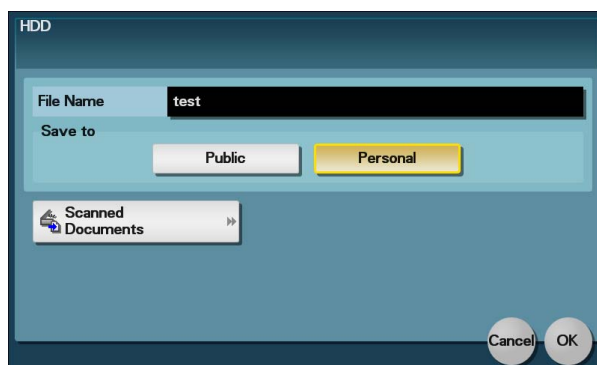 HDD
File Name
test
Save to
Public
Personal
Scanned
Documents
Cancel
OK